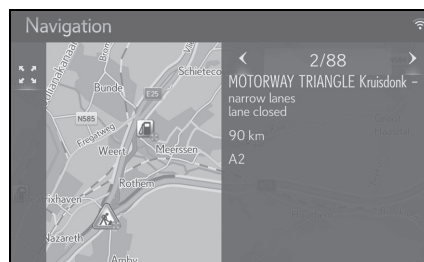 Navigation
2/88
MOTORWAY TRIANGLE Kruisdonk -
narrow lanes
lane closed
90 km
A2
Schieteco
Bunde
E25
N585
Fregatweg
Weert
Meerssen
Rothem
Nazareth
Amby